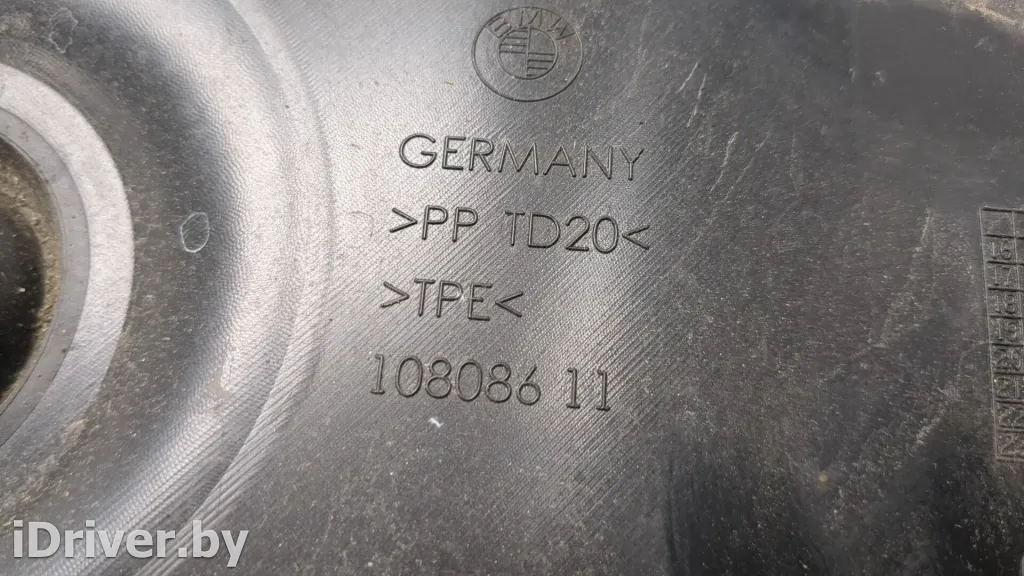 BMW
GERMANY
>PP TD20<
>TPE<
108086 11
iDriver.by